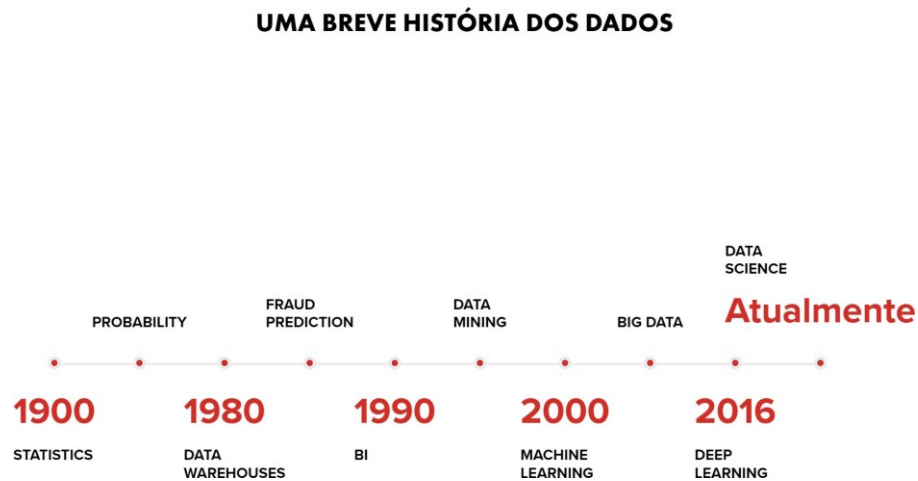 UMA BREVE HISTÓRIA DOS DADOS
DATA
SCIENCE
Atualmente
PROBABILITY
FRAUD
PREDICTION
DATA
MINING
BIG DATA
1900
1980
1990
2000
2016
STATISTICS
DATA
WAREHOUSES
BI
MACHINE
LEARNING
DEEP
LEARNING